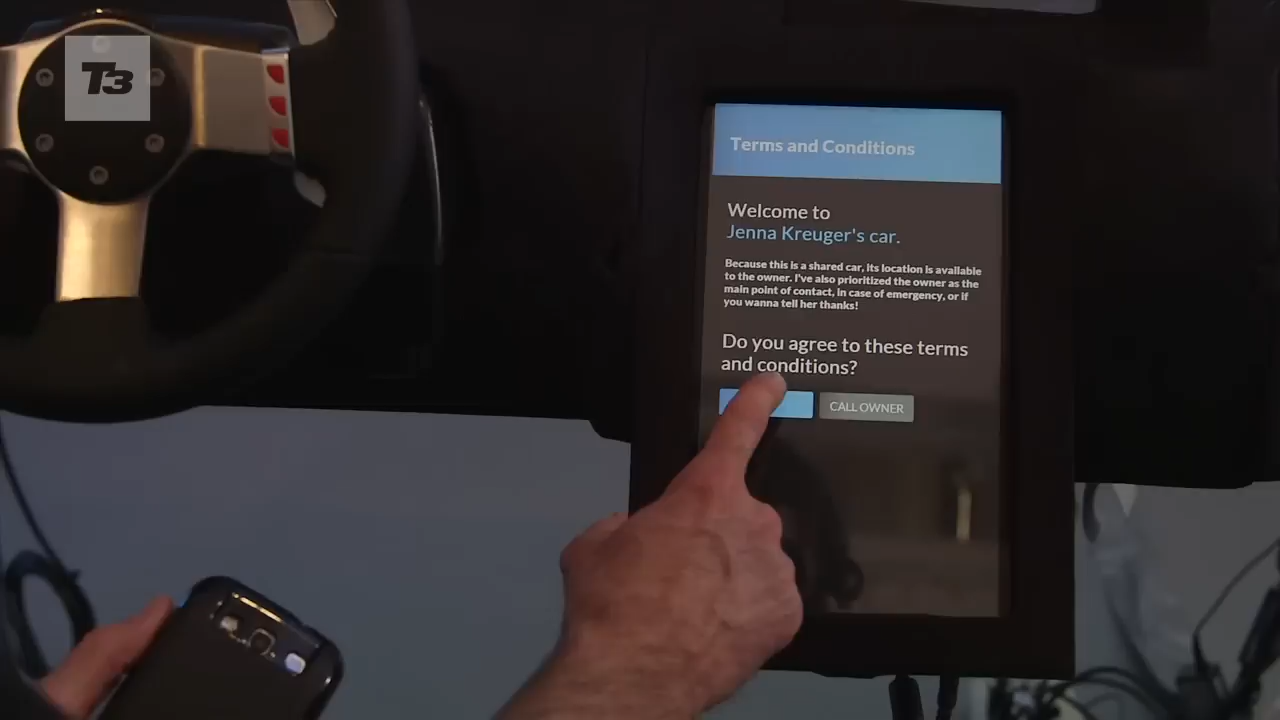 T3
Terms and Conditions
Welcome to
Jenna Kreuger's car.
Because this is a shared car, its location is available
to the owner. I've also prioritized the owner as the
main point of contact, in case of emergency, or if
you wanna tell her thanks!
Do you agree to these terms
and conditions?
CALL OWNER